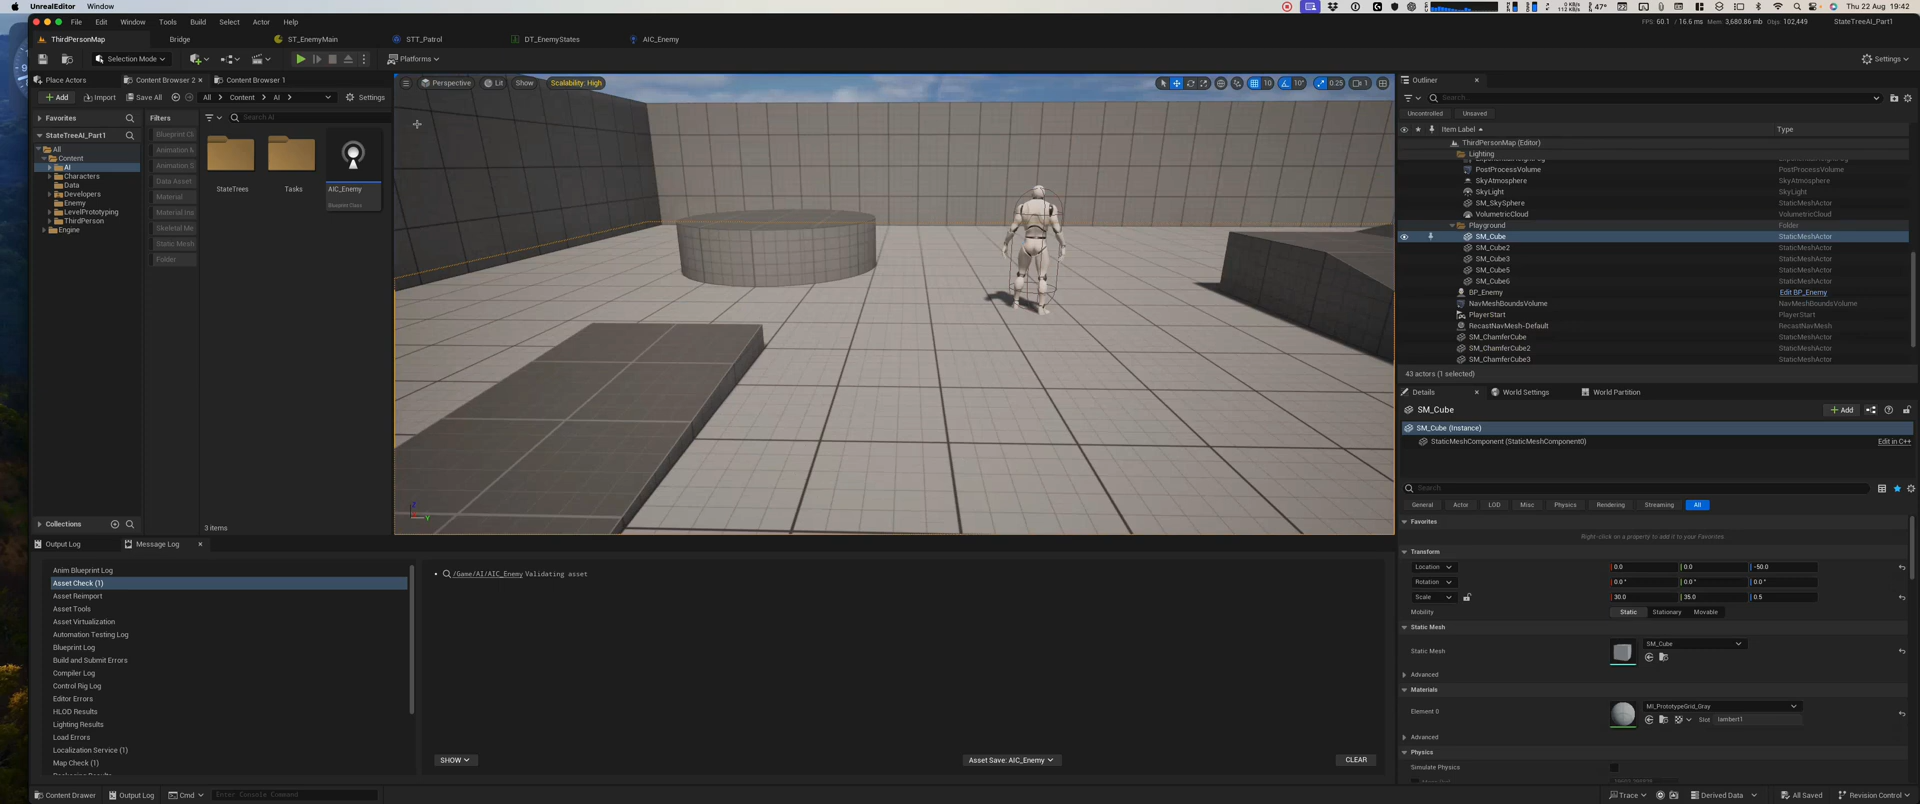 UnrealEditor Window
Thu 22 Aug 19:42
File Edit Window Tools Build Select Actor Help
FPS: 60.1 / 16.6 ms Mem: 3,680.86 mb Objs: 102,449 StateTreeAI_Part1
ThirdPersonMap Bridge ST_EnemyMain STT_Patrol DT_EnemyStates AIC_Enemy
Selection Mode Platforms Settings
Place Actors Content Browser 2 Content Browser 1
Add Import Save All All Content AI Settings
Favorites
StateTreeAI_Part1
All
Content
AI
Characters
Data
Developers
Enemy
LevelPrototyping
ThirdPerson
Engine
Collections
Filters
Blueprint Cl
Animation M
Animation S
Data Asset
Material
Material Ins
Skeletal Me
Static Mesh
Folder
Search AI
StateTrees
Tasks
AIC_Enemy
Blueprint Class
3 items
Perspective Lit Show Scalability: High
10 10° 0.25 1
Outliner
Search...
Uncontrolled Unsaved
Item Label Type
ThirdPersonMap (Editor)
Lighting
PostProcessVolume PostProcessVolume
SkyAtmosphere SkyAtmosphere
SkyLight SkyLight
SM_SkySphere StaticMeshActor
VolumetricCloud VolumetricCloud
Playground Folder
SM_Cube StaticMeshActor
SM_Cube2 StaticMeshActor
SM_Cube3 StaticMeshActor
SM_Cube5 StaticMeshActor
SM_Cube6 StaticMeshActor
BP_Enemy Edit BP_Enemy
NavMeshBoundsVolume NavMeshBoundsVolume
PlayerStart PlayerStart
RecastNavMesh-Default RecastNavMesh
SM_ChamferCube StaticMeshActor
SM_ChamferCube2 StaticMeshActor
SM_ChamferCube3 StaticMeshActor
43 actors (1 selected)
Details World Settings World Partition
SM_Cube Add
SM_Cube (Instance)
StaticMeshComponent (StaticMeshComponent0) Edit in C++
Search
General Actor LOD Misc Physics Rendering Streaming All
Favorites
Right-click on a property to add it to your Favorites.
Transform
Location 0.0 0.0 -50.0
Rotation 0.0 ° 0.0 ° 0.0 °
Scale 30.0 35.0 0.5
Mobility Static Stationary Movable
Static Mesh
Static Mesh SM_Cube
Advanced
Materials
Element 0 MI_PrototypeGrid_Gray
Slot lambert1
Advanced
Physics
Simulate Physics
Output Log Message Log
Anim Blueprint Log
Asset Check (1)
Asset Reimport
Asset Tools
Asset Virtualization
Automation Testing Log
Blueprint Log
Build and Submit Errors
Compiler Log
Control Rig Log
Editor Errors
HLOD Results
Lighting Results
Load Errors
Localization Service (1)
Map Check (1)
/Game/AI/AIC_Enemy Validating asset
SHOW Asset Save: AIC_Enemy CLEAR
Content Drawer Output Log Cmd Enter Console Command
Trace Derived Data All Saved Revision Control